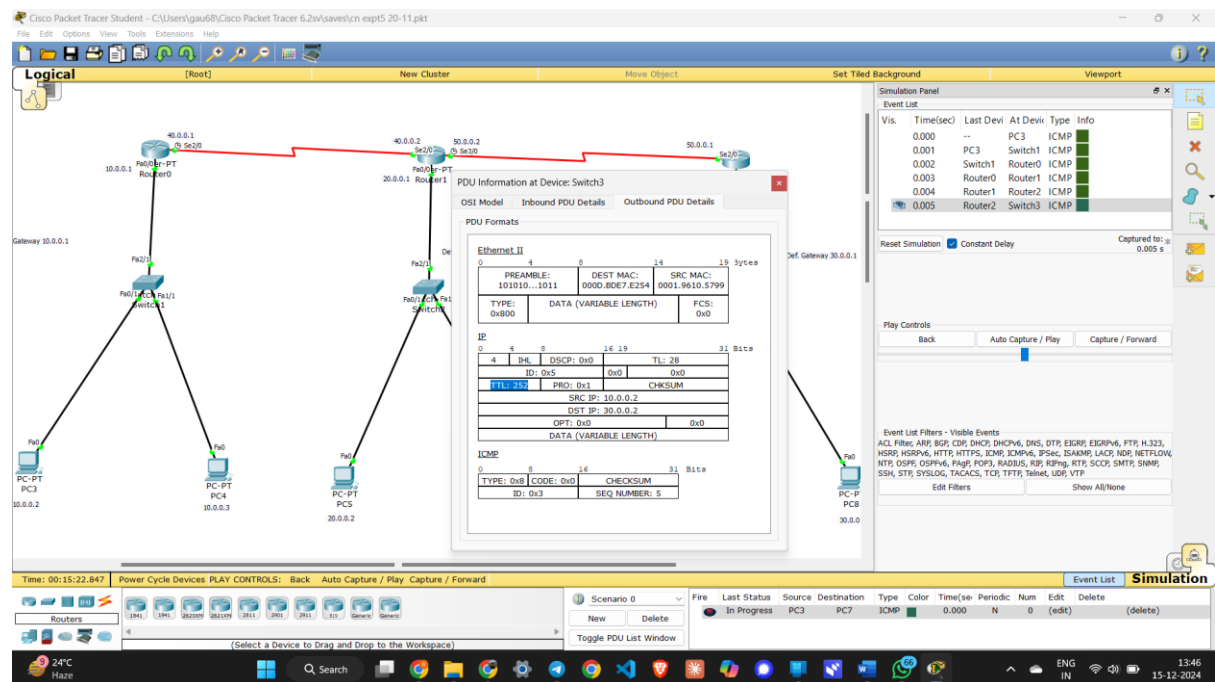 Cisco Packet Tracer Student - C:\Users\gau68\Cisco Packet Tracer 6.2sv\saves\cn expt5 20-11.pkt
File Edit Options View Tools Extensions Help
Logical [Root] New Cluster Move Object Set Tiled Background Viewport
40.0.0.1
Se2/0
10.0.0.1
Router0
40.0.0.2
Se2/0
50.0.0.2
Se3/0
20.0.0.1 Router1
50.0.0.1
Se2/0
Gateway 10.0.0.1
Def. Gateway 30.0.0.1
Fa2/1
Fa1/1
Switch1
Fa2/1
Fa0
PC-PT
PC3
10.0.0.2
Fa0
PC-PT
PC4
10.0.0.3
Fa0
PC-PT
PC5
20.0.0.2
Fa0
PC-P
PC8
30.0.0
PDU Information at Device: Switch3
OSI Model Inbound PDU Details Outbound PDU Details
PDU Formats
Ethernet II
0 4 8 14 19 Bytes
PREAMBLE: DEST MAC: SRC MAC:
101010...1011 000D.BDE7.E254 0001.9610.5799
TYPE: DATA (VARIABLE LENGTH) FCS:
0x800 0x0
IP
0 4 8 16 19 31 Bits
4 IHL DSCP: 0x0 TL: 28
ID: 0x5 0x0 0x0
TTL: 252 PRO: 0x1 CHKSUM
SRC IP: 10.0.0.2
DST IP: 30.0.0.2
OPT: 0x0 0x0
DATA (VARIABLE LENGTH)
ICMP
0 8 16 31 Bits
TYPE: 0x8 CODE: 0x0 CHECKSUM
ID: 0x3 SEQ NUMBER: 5
Simulation Panel
Event List
Vis. Time(sec) Last Devi At Devic Type Info
0.000 -- PC3 ICMP
0.001 PC3 Switch1 ICMP
0.002 Switch1 Router0 ICMP
0.003 Router0 Router1 ICMP
0.004 Router1 Router2 ICMP
0.005 Router2 Switch3 ICMP
Reset Simulation Constant Delay Captured to:
0.005 s
Play Controls
Back Auto Capture / Play Capture / Forward
Event List Filters - Visible Events
ACL Filter, ARP, BGP, CDP, DHCP, DHCPv6, DNS, DTP, EIGRP, EIGRPv6, FTP, H.323,
HSRP, HSRPv6, HTTP, HTTPS, ICMP, ICMPv6, IPSec, ISAKMP, LACP, NDP, NETFLOW,
NTP, OSPF, OSPFv6, PAgP, POP3, RADIUS, RIP, RIPng, RTP, SCCP, SMTP, SNMP,
SSH, STP, SYSLOG, TACACS, TCP, TFTP, Telnet, UDP, VTP
Edit Filters Show All/None
Time: 00:15:22.847 Power Cycle Devices PLAY CONTROLS: Back Auto Capture / Play Capture / Forward
Event List Simulation
Routers
1841 1941 2620XM 2621XM 2811 2901 2911 819 Generic Generic
(Select a Device to Drag and Drop to the Workspace)
Scenario 0
New Delete
Toggle PDU List Window
Fire Last Status Source Destination Type Color Time(se Periodic Num Edit Delete
In Progress PC3 PC7 ICMP 0.000 N 0 (edit) (delete)
9
24°C
Haze
Search
66
ENG
IN
13:46
15-12-2024